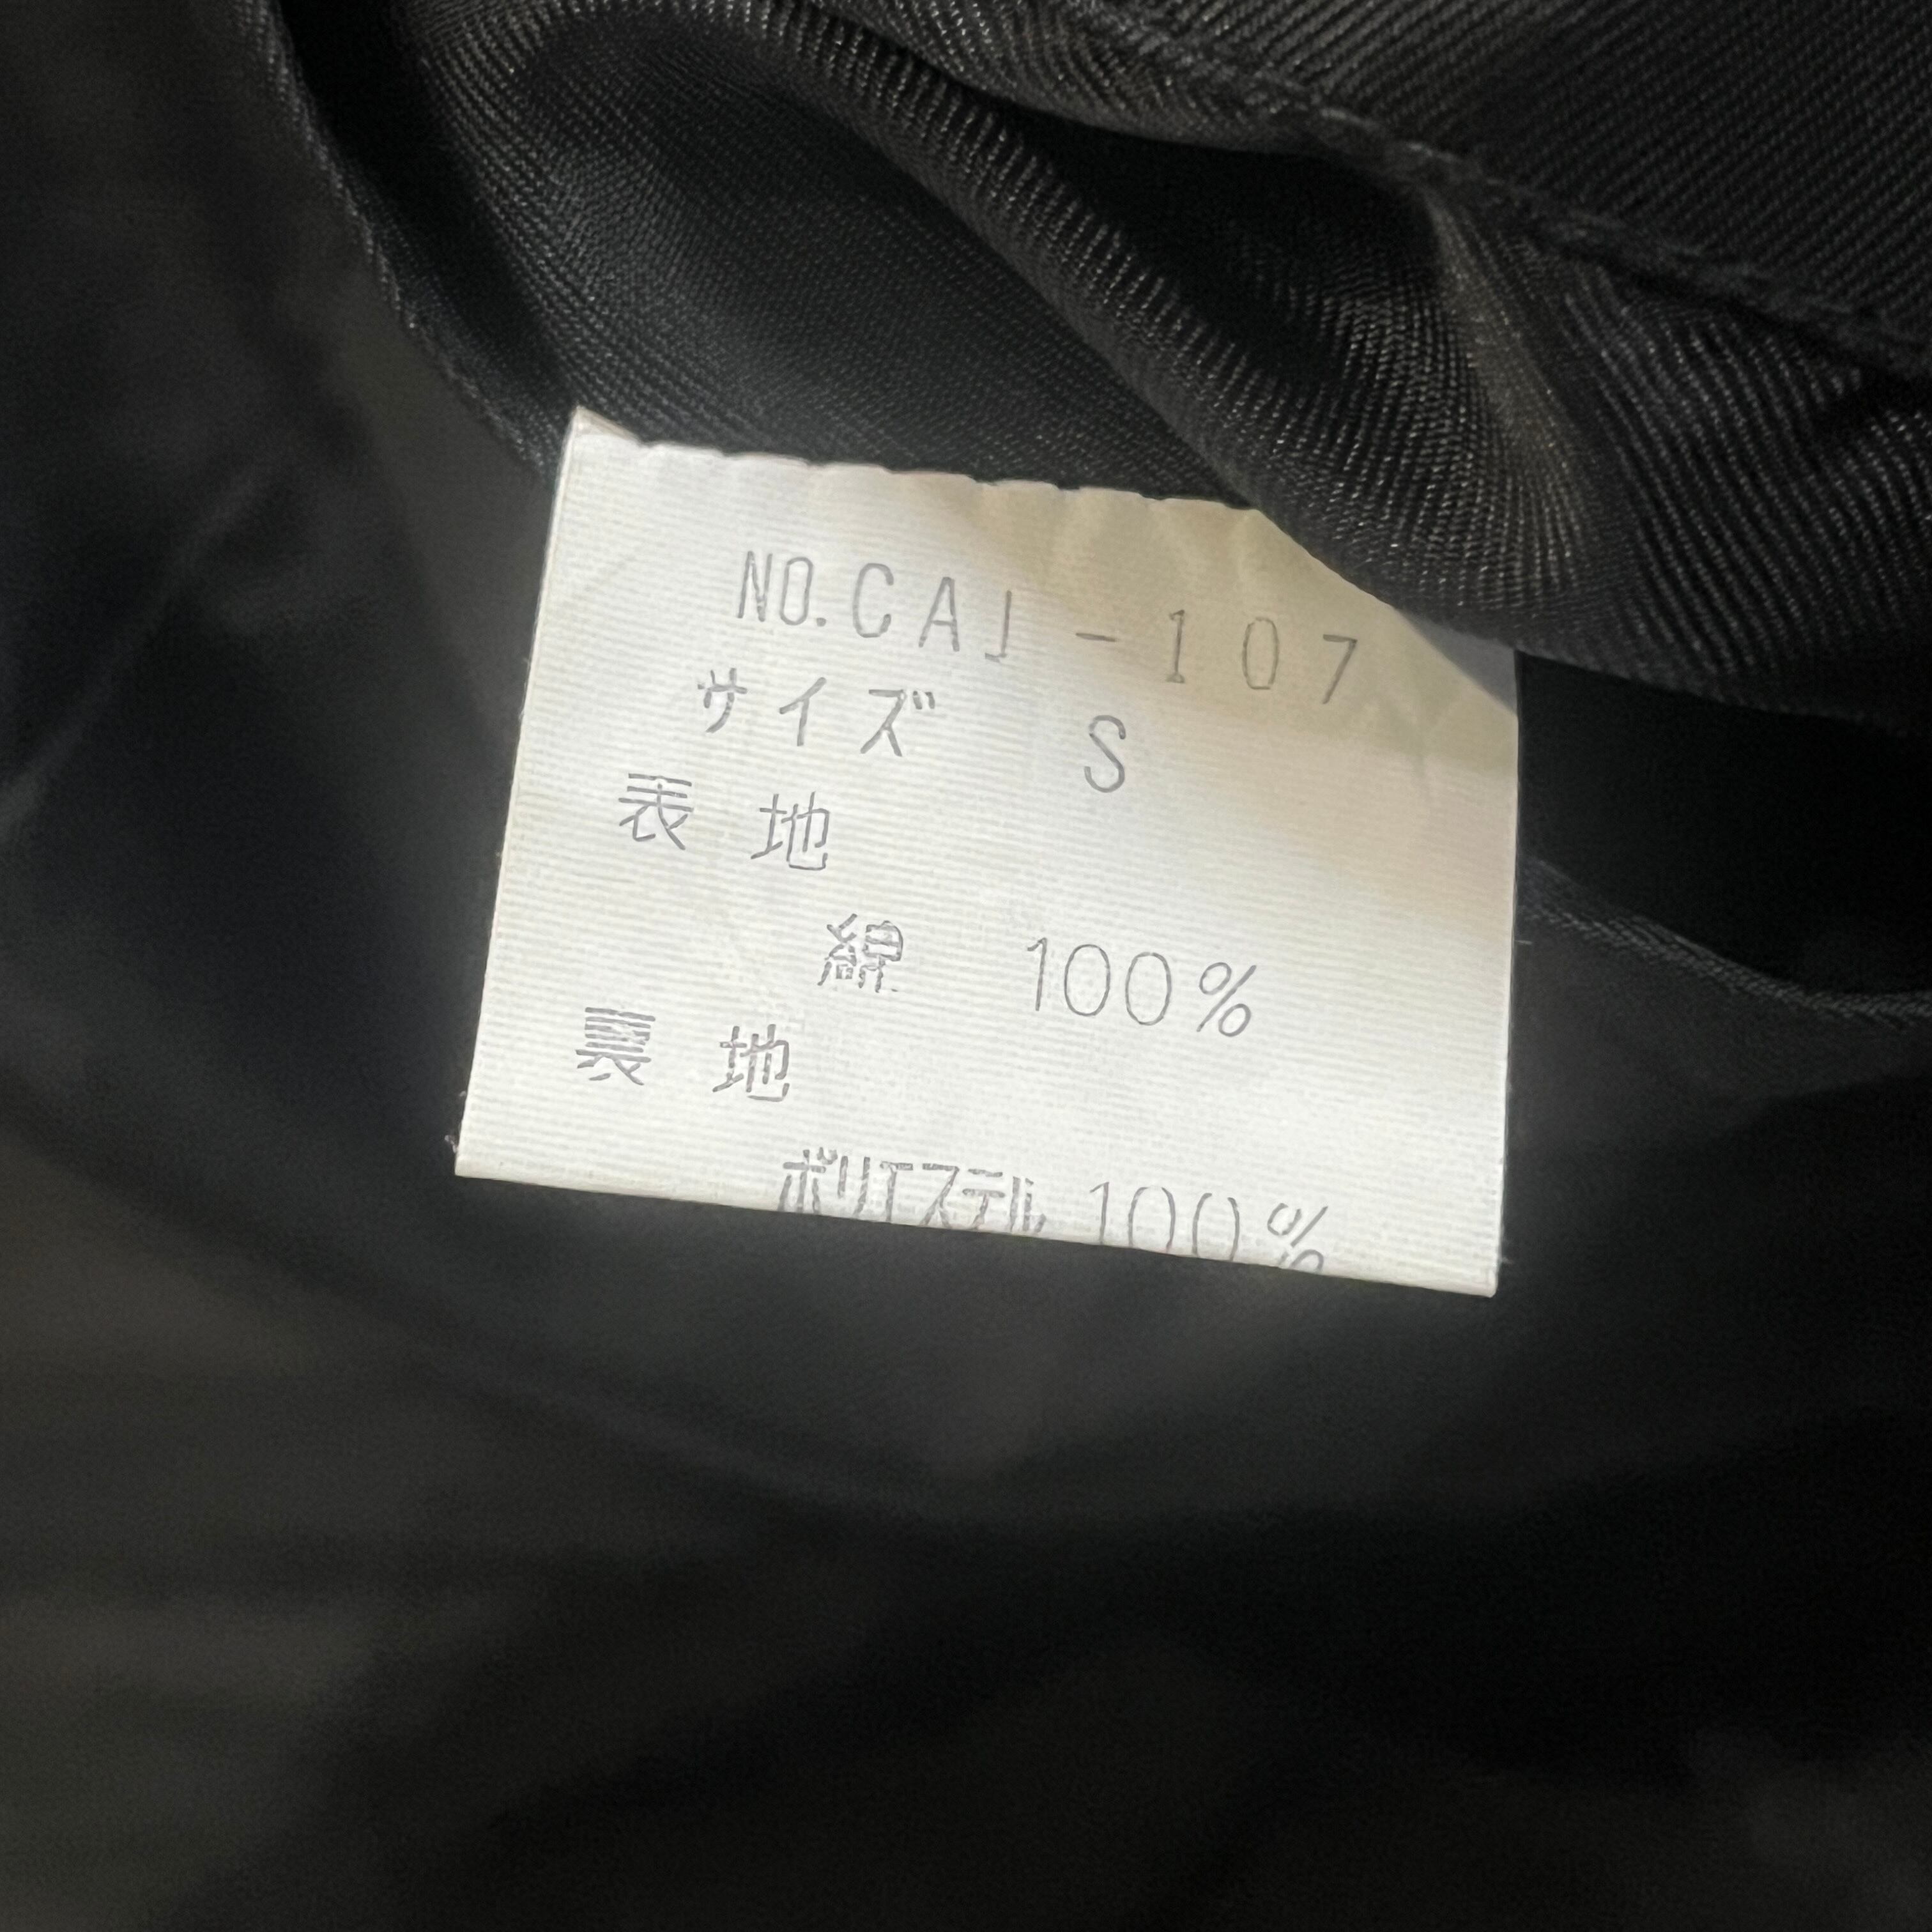 NO.CAJ-107
サイズ S
表地
綿 100%
裏地
ポリエステル 100%